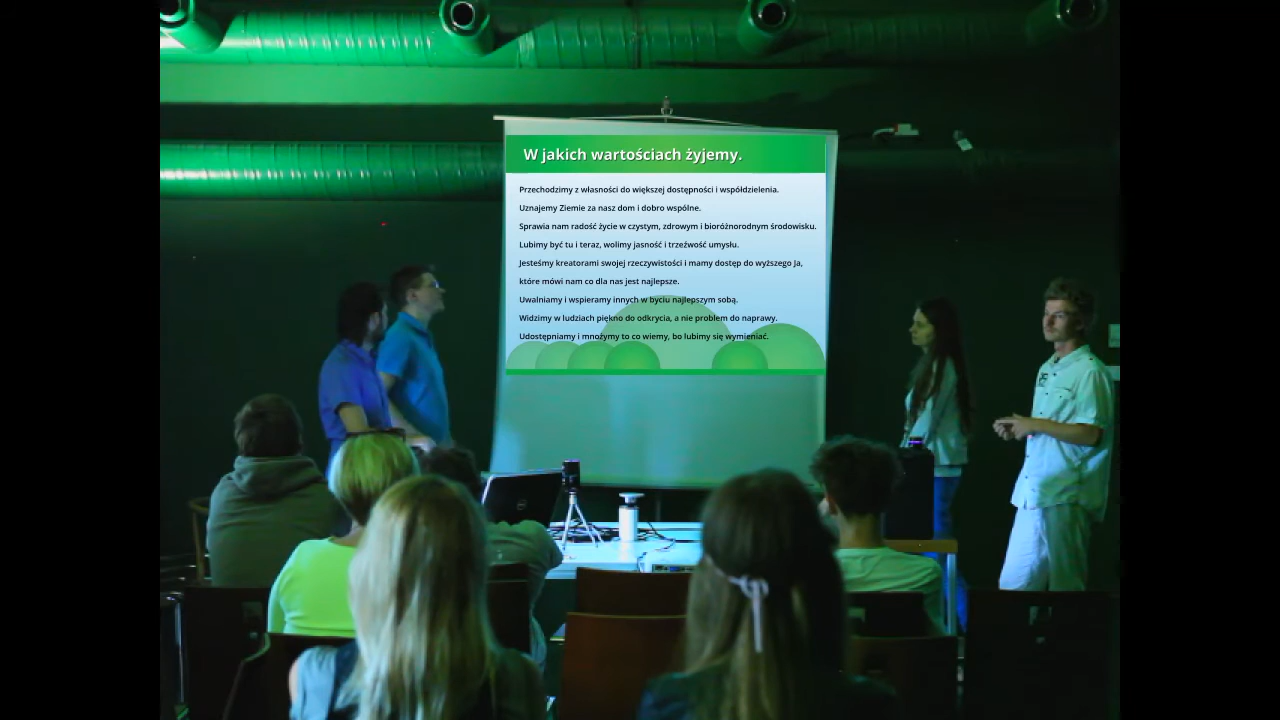 W jakich wartościach żyjemy.
Przechodzimy z własności do większej dostępności i współdzielenia.
Uznajemy Ziemie za nasz dom i dobro wspólne.
Sprawia nam radość życie w czystym, zdrowym i bioróżnorodnym środowisku.
Lubimy być tu i teraz, wolimy jasność i trzeźwość umysłu.
Jesteśmy kreatorami swojej rzeczywistości i mamy dostęp do wyższego Ja,
które mówi nam co dla nas jest najlepsze.
Uwalniamy i wspieramy innych w byciu najlepszym sobą.
Widzimy w ludziach piękno do odkrycia, a nie problem do naprawy.
Udostępniamy i mnożymy to co wiemy, bo lubimy się wymieniać.